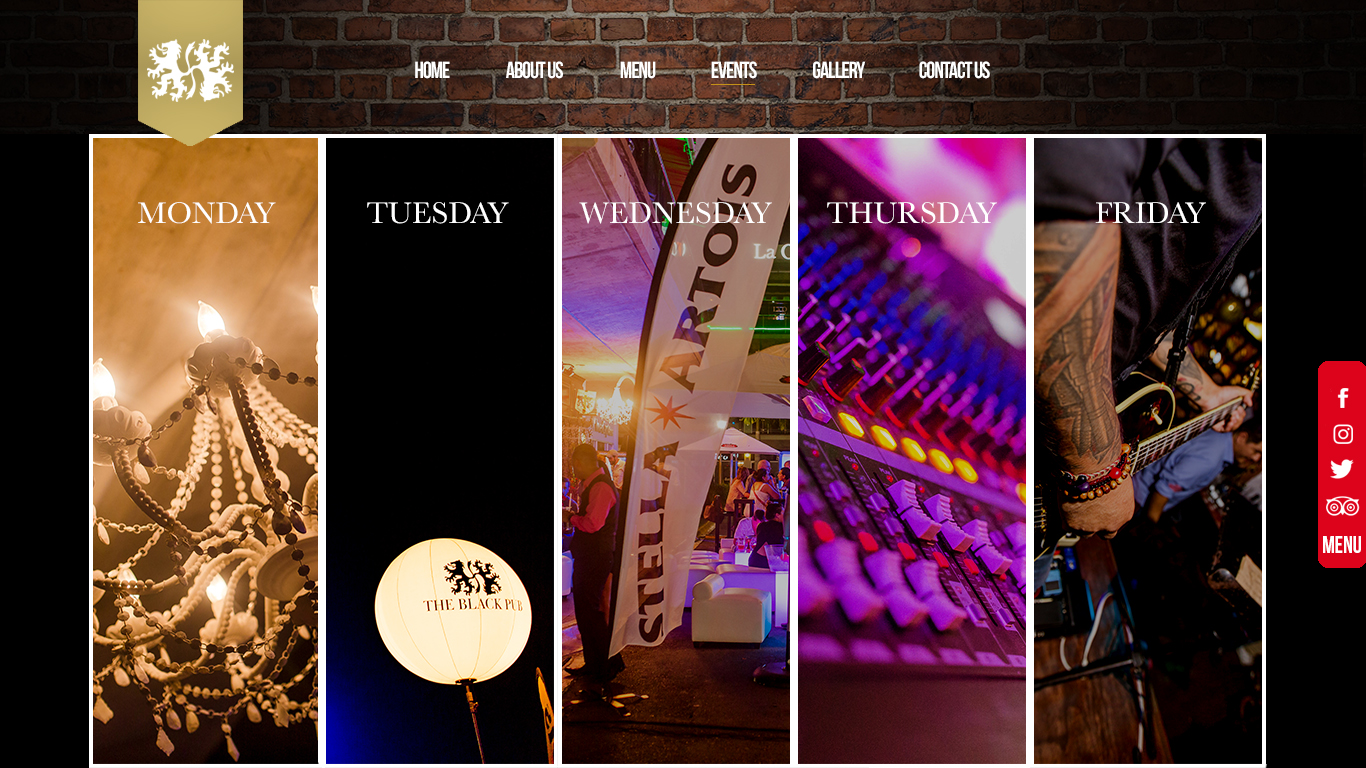 HOME ABOUT US MENU EVENTS GALLERY CONTACT US
MONDAY TUESDAY WEDNESDAY THURSDAY FRIDAY
STELLA ARTOIS
THE BLACK PUB
MENU